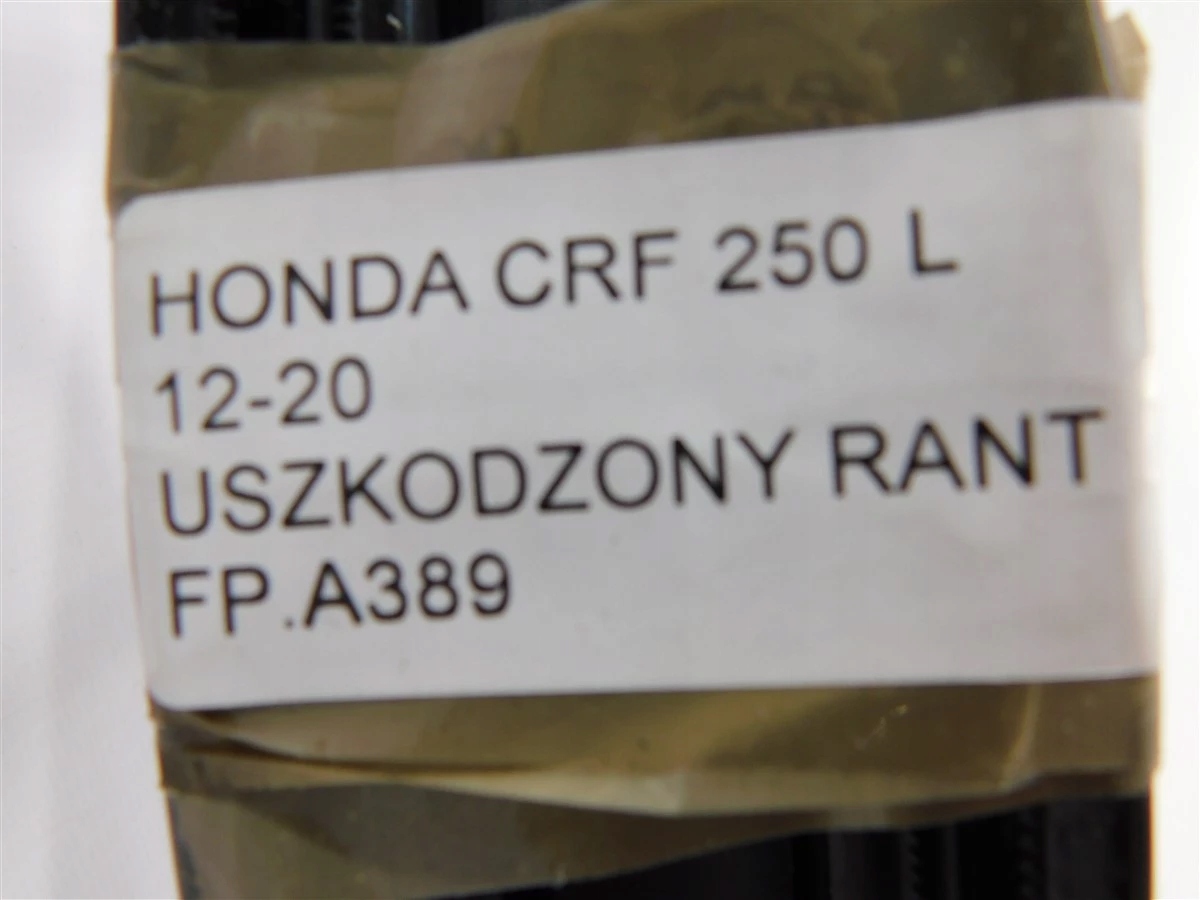 HONDA CRF 250 L
12-20
USZKODZONY RANT
FP.A389